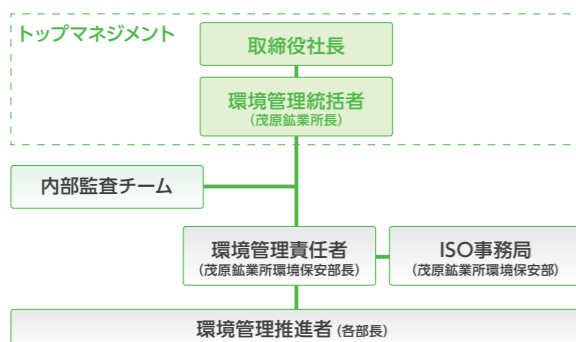 トップマネジメント
取締役社長
環境管理統括者
(茂原鉱業所長)
内部監査チーム
環境管理責任者
(茂原鉱業所環境保安部長)
ISO事務局
(茂原鉱業所環境保安部)
環境管理推進者 (各部長)